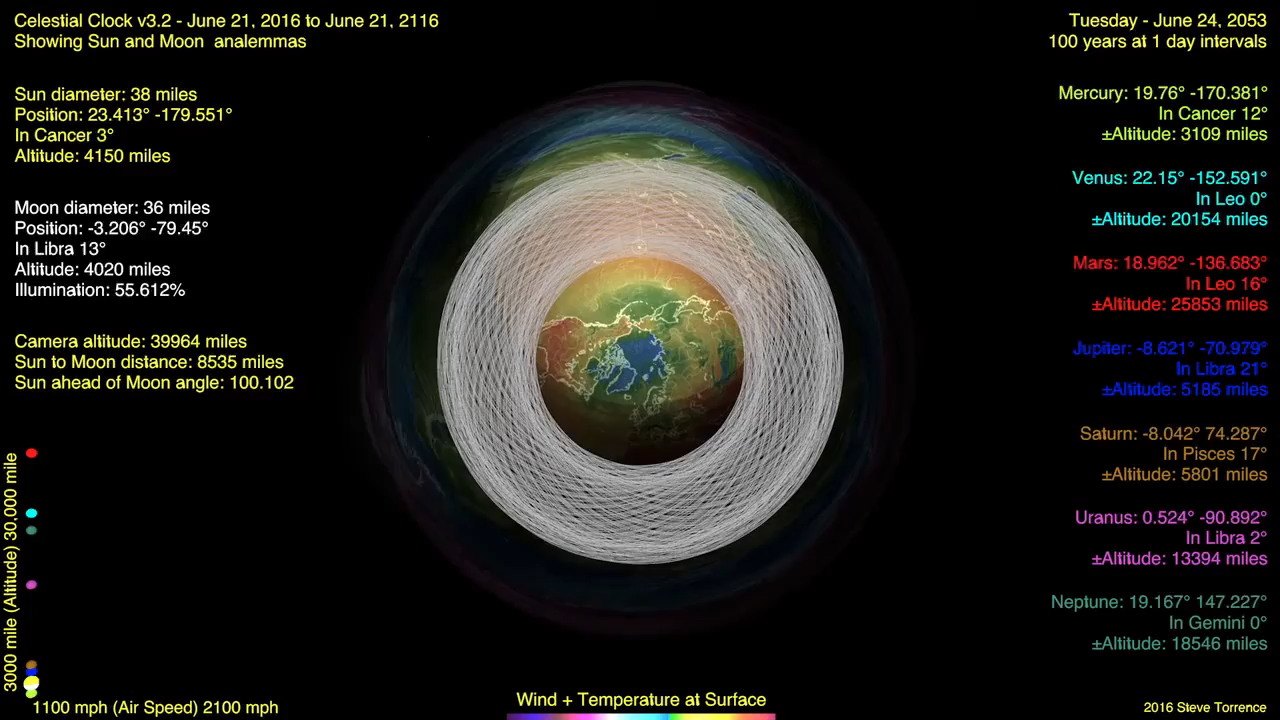 Celestial Clock v3.2 - June 21, 2016 to June 21, 2116
Showing Sun and Moon analemmas
Tuesday - June 24, 2053
100 years at 1 day intervals
Sun diameter: 38 miles
Position: 23.413° -179.551°
In Cancer 3°
Altitude: 4150 miles
Moon diameter: 36 miles
Position: -3.206° -79.45°
In Libra 13°
Altitude: 4020 miles
Illumination: 55.612%
Camera altitude: 39964 miles
Sun to Moon distance: 8535 miles
Sun ahead of Moon angle: 100.102
Mercury: 19.76° -170.381°
In Cancer 12°
±Altitude: 3109 miles
Venus: 22.15° -152.591°
In Leo 0°
±Altitude: 20154 miles
Mars: 18.962° -136.683°
In Leo 16°
±Altitude: 25853 miles
Jupiter: -8.621° -70.979°
In Libra 21°
±Altitude: 5185 miles
Saturn: -8.042° 74.287°
In Pisces 17°
±Altitude: 5801 miles
Uranus: 0.524° -90.892°
In Libra 2°
±Altitude: 13394 miles
Neptune: 19.167° 147.227°
In Gemini 0°
±Altitude: 18546 miles
3000 mile (Altitude) 30,000 mile
1100 mph (Air Speed) 2100 mph
Wind + Temperature at Surface
2016 Steve Torrence